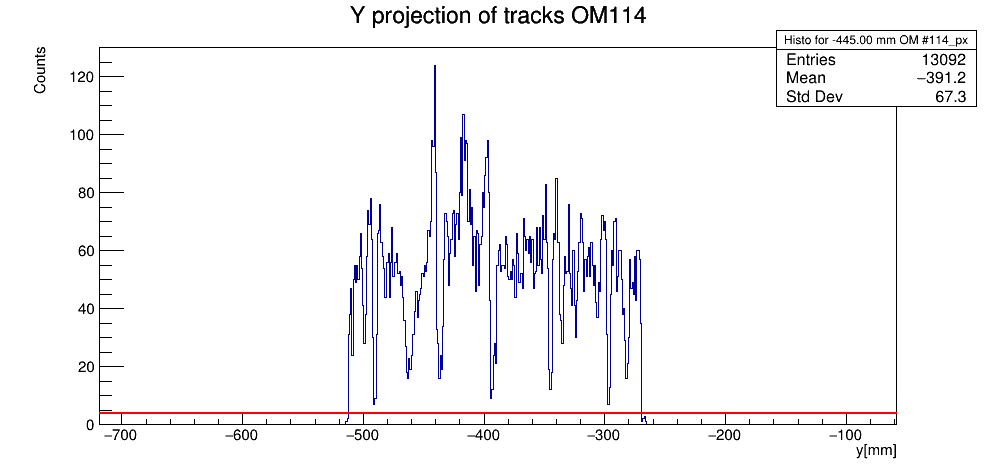 Y projection of tracks OM114
Histo for -445.00 mm OM #114_px
Entries 13092
Mean −391.2
Std Dev 67.3
Counts
120
100
80
60
40
20
0
−700 −600 −500 −400 −300 −200 −100
y[mm]